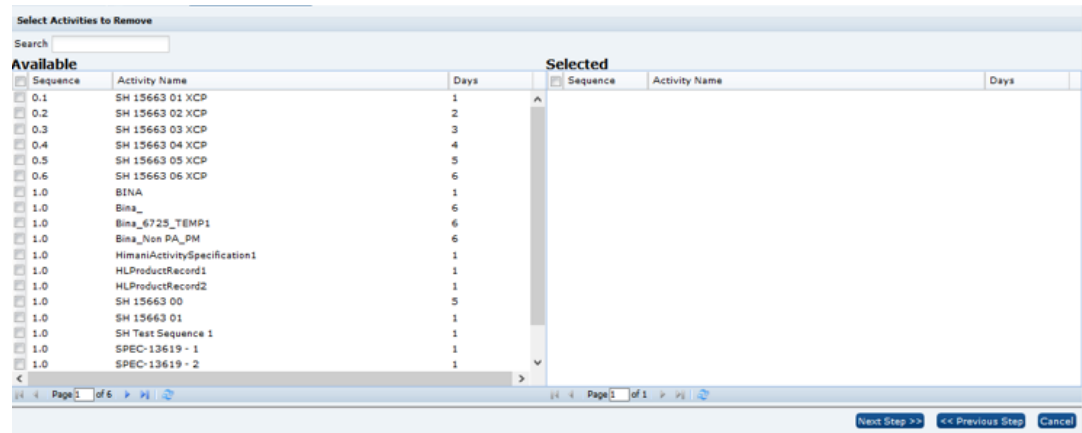 Select Activities to Remove
Search
Available
Selected
Sequence Activity Name Days Sequence Activity Name Days
0.1 SH 15663 01 XCP 1
0.2 SH 15663 02 XCP 2
0.3 SH 15663 03 XCP 3
0.4 SH 15663 04 XCP 4
0.5 SH 15663 05 XCP 5
0.6 SH 15663 06 XCP 6
1.0 BINA 1
1.0 Bina_ 6
1.0 Bina_6725_TEMP1 6
1.0 Bina_Non PA_PM 6
1.0 HimaniActivitySpecification1 1
1.0 HLProductRecord1 1
1.0 HLProductRecord2 1
1.0 SH 15663 00 5
1.0 SH 15663 01 1
1.0 SH Test Sequence 1 1
1.0 SPEC-13619 - 1 1
1.0 SPEC-13619 - 2 1
Page 1 of 6 Page 1 of 1
Next Step >> << Previous Step Cancel